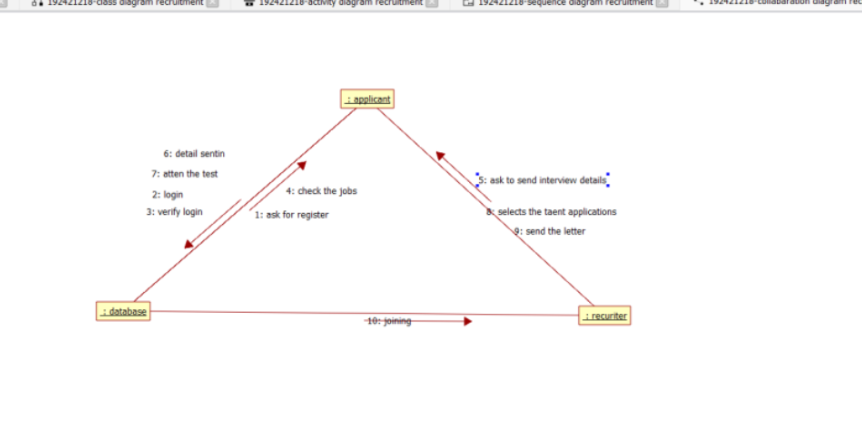 192421218-class diagram recruitment
192421218-activity diagram recruitment
192421218-sequence diagram recruitment
192421218-collabaration diagram rec
: applicant
6: detail sentin
7: atten the test
2: login
3: verify login
4: check the jobs
1: ask for register
5: ask to send interview details
8: selects the taent applications
9: send the letter
: database
10: joining
: recuriter